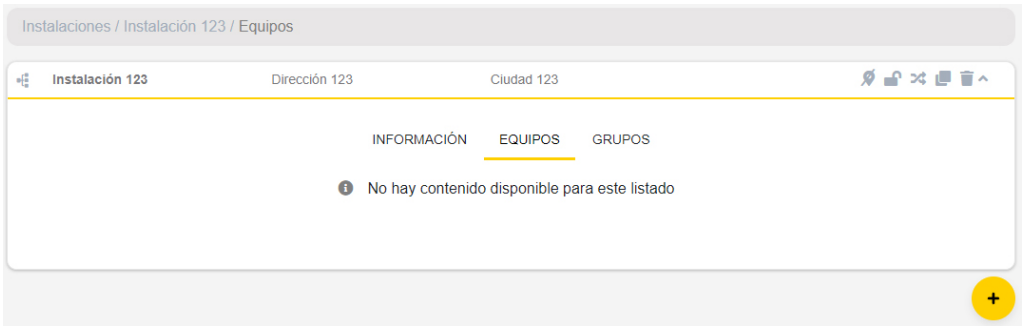 Instalaciones / Instalación 123 / Equipos
Instalación 123 Dirección 123 Ciudad 123
INFORMACIÓN EQUIPOS GRUPOS
No hay contenido disponible para este listado
+